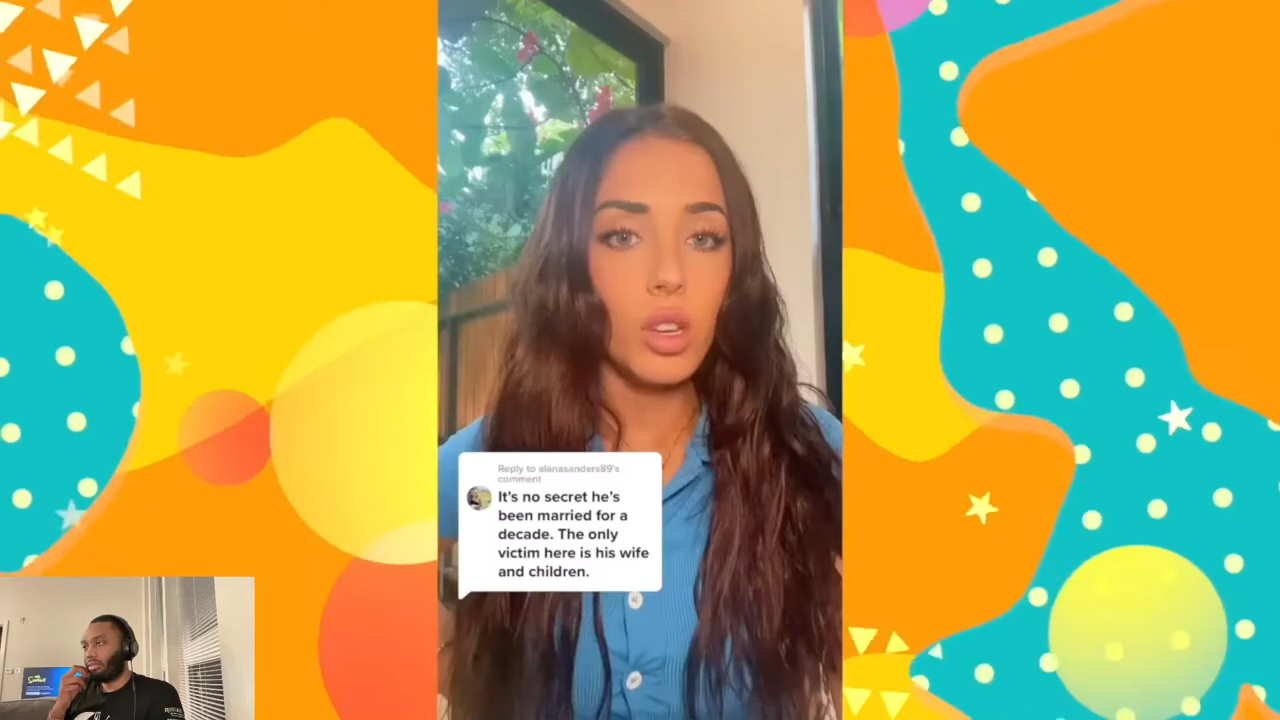 Reply to alanasanders89's
comment
It's no secret he's
been married for a
decade. The only
victim here is his wife
and children.